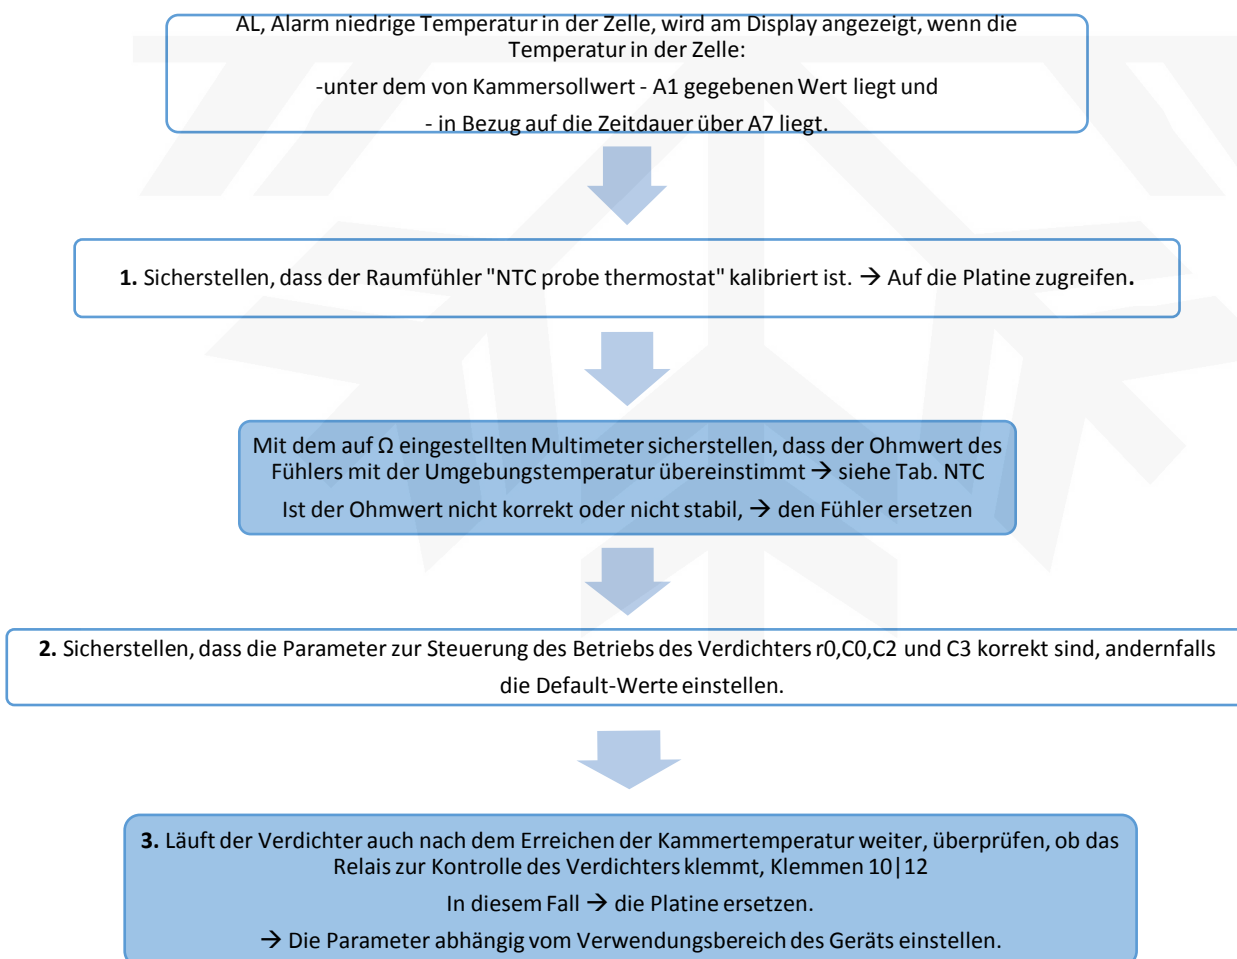 AL, Alarm niedrige Temperatur in der Zelle, wird am Display angezeigt, wenn die
Temperatur in der Zelle:
-unter dem von Kammersollwert - A1 gegebenen Wert liegt und
- in Bezug auf die Zeitdauer über A7 liegt.
1. Sicherstellen, dass der Raumfühler "NTC probe thermostat" kalibriert ist. → Auf die Platine zugreifen.
Mit dem auf Ω eingestellten Multimeter sicherstellen, dass der Ohmwert des
Fühlers mit der Umgebungstemperatur übereinstimmt → siehe Tab. NTC
Ist der Ohmwert nicht korrekt oder nicht stabil, → den Fühler ersetzen
2. Sicherstellen, dass die Parameter zur Steuerung des Betriebs des Verdichters r0,C0,C2 und C3 korrekt sind, andernfalls
die Default-Werte einstellen.
3. Läuft der Verdichter auch nach dem Erreichen der Kammertemperatur weiter, überprüfen, ob das
Relais zur Kontrolle des Verdichters klemmt, Klemmen 10|12
In diesem Fall → die Platine ersetzen.
→ Die Parameter abhängig vom Verwendungsbereich des Geräts einstellen.